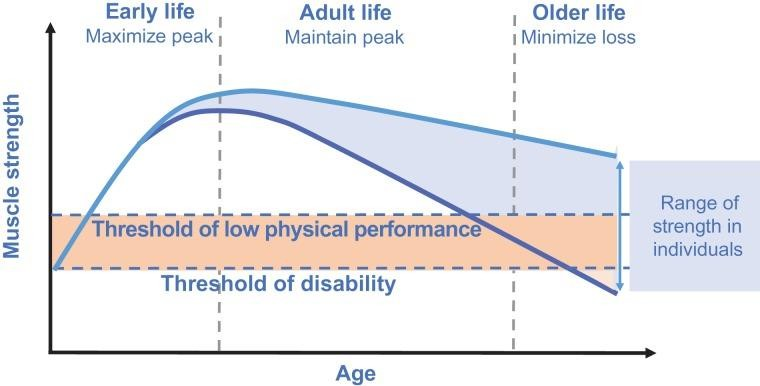 Early life
Maximize peak
Adult life
Maintain peak
Older life
Minimize loss
Muscle strength
Threshold of low physical performance
Threshold of disability
Range of
strength in
individuals
Age